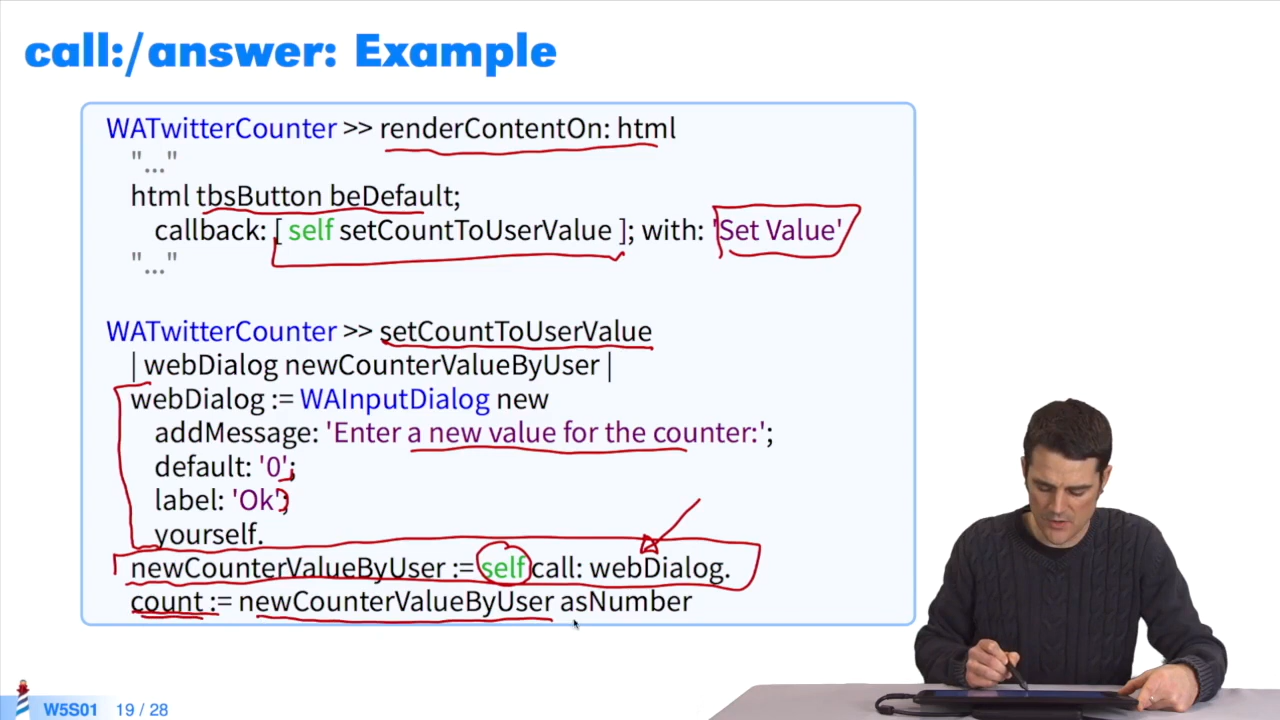 call:/answer: Example
WATwitterCounter >> renderContentOn: html
"..."
html tbsButton beDefault;
callback: [ self setCountToUserValue ]; with: 'Set Value'
"..."
WATwitterCounter >> setCountToUserValue
| webDialog newCounterValueByUser |
webDialog := WAInputDialog new
addMessage: 'Enter a new value for the counter:';
default: '0';
label: 'Ok';
yourself.
newCounterValueByUser := self call: webDialog.
count := newCounterValueByUser asNumber
W5S01 19 / 28